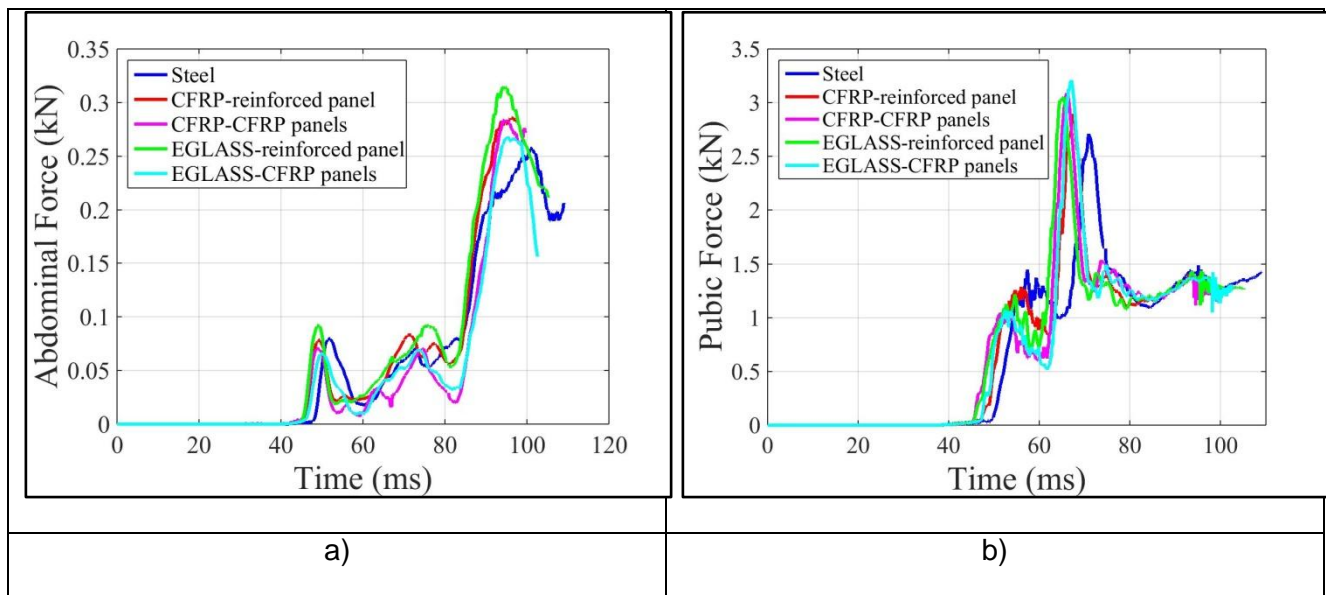 0.35
0.3
0.25
0.2
0.15
0.1
0.05
0
Abdominal Force (kN)
Steel
CFRP-reinforced panel
CFRP-CFRP panels
EGLASS-reinforced panel
EGLASS-CFRP panels
0 20 40 60 80 100 120
Time (ms)
a)
3.5
3
2.5
2
1.5
1
0.5
0
Pubic Force (kN)
Steel
CFRP-reinforced panel
CFRP-CFRP panels
EGLASS-reinforced panel
EGLASS-CFRP panels
0 20 40 60 80 100
Time (ms)
b)